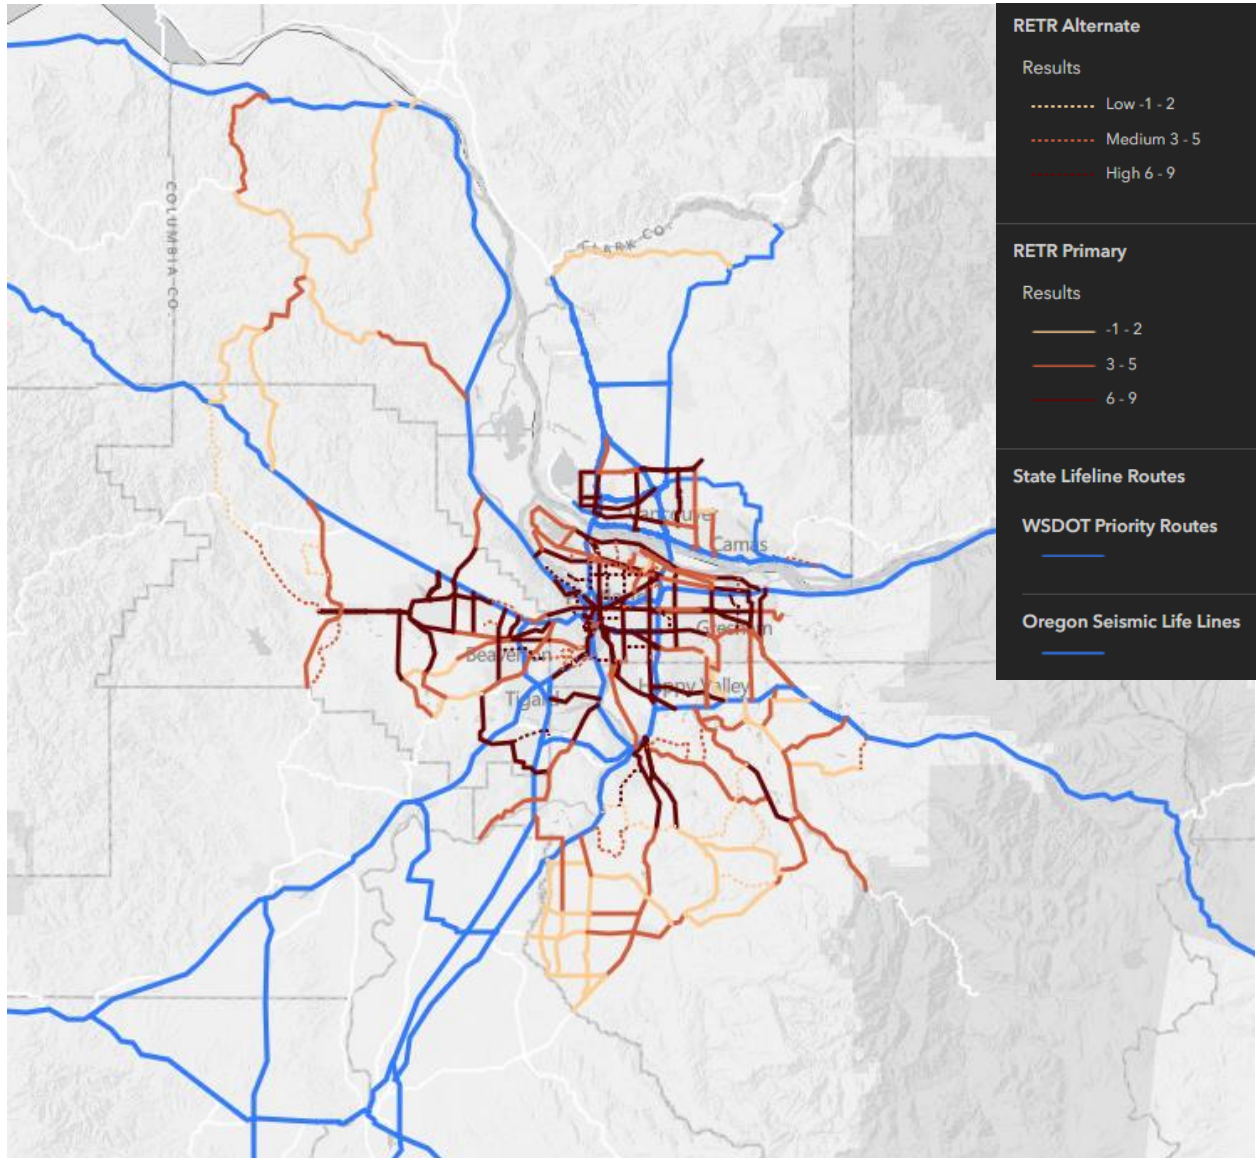 RETR Alternate
Results
Low -1 - 2
Medium 3 - 5
High 6 - 9
RETR Primary
Results
-1 - 2
3 - 5
6 - 9
State Lifeline Routes
WSDOT Priority Routes
Oregon Seismic Life Lines
COLUMBIA CO.
CLARK CO.
Vancouver
Camas
Gresham
Beaverton
Happy Valley
Tigard